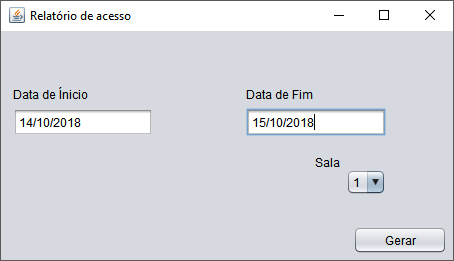 Relatório de acesso
Data de Ínicio
Data de Fim
14/10/2018
15/10/2018
Sala
1
Gerar